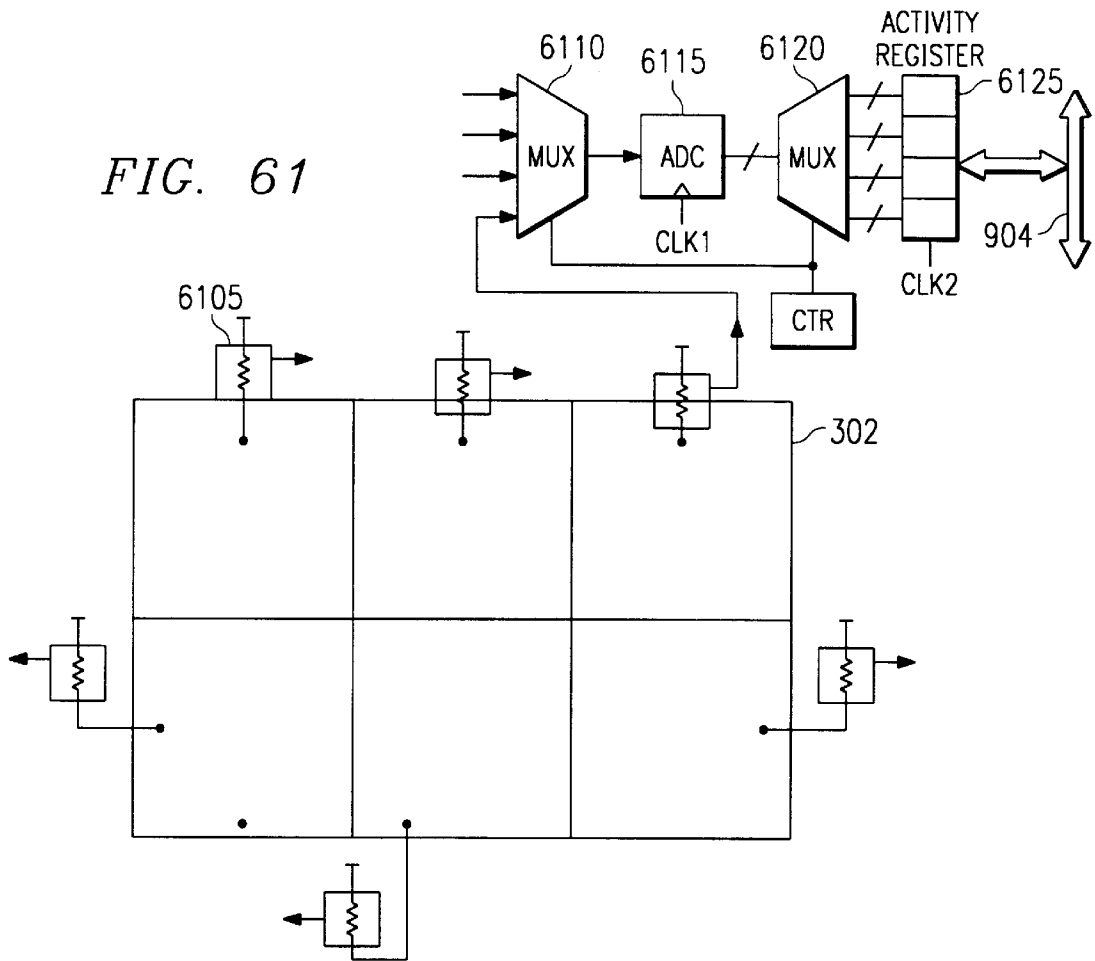 ACTIVITY
REGISTER
6110
6115
6120
6125
FIG. 61
MUX
ADC
MUX
CLK1
904
CLK2
6105
CTR
302